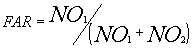 FAR = NO₁/(NO₁ + NO₂)